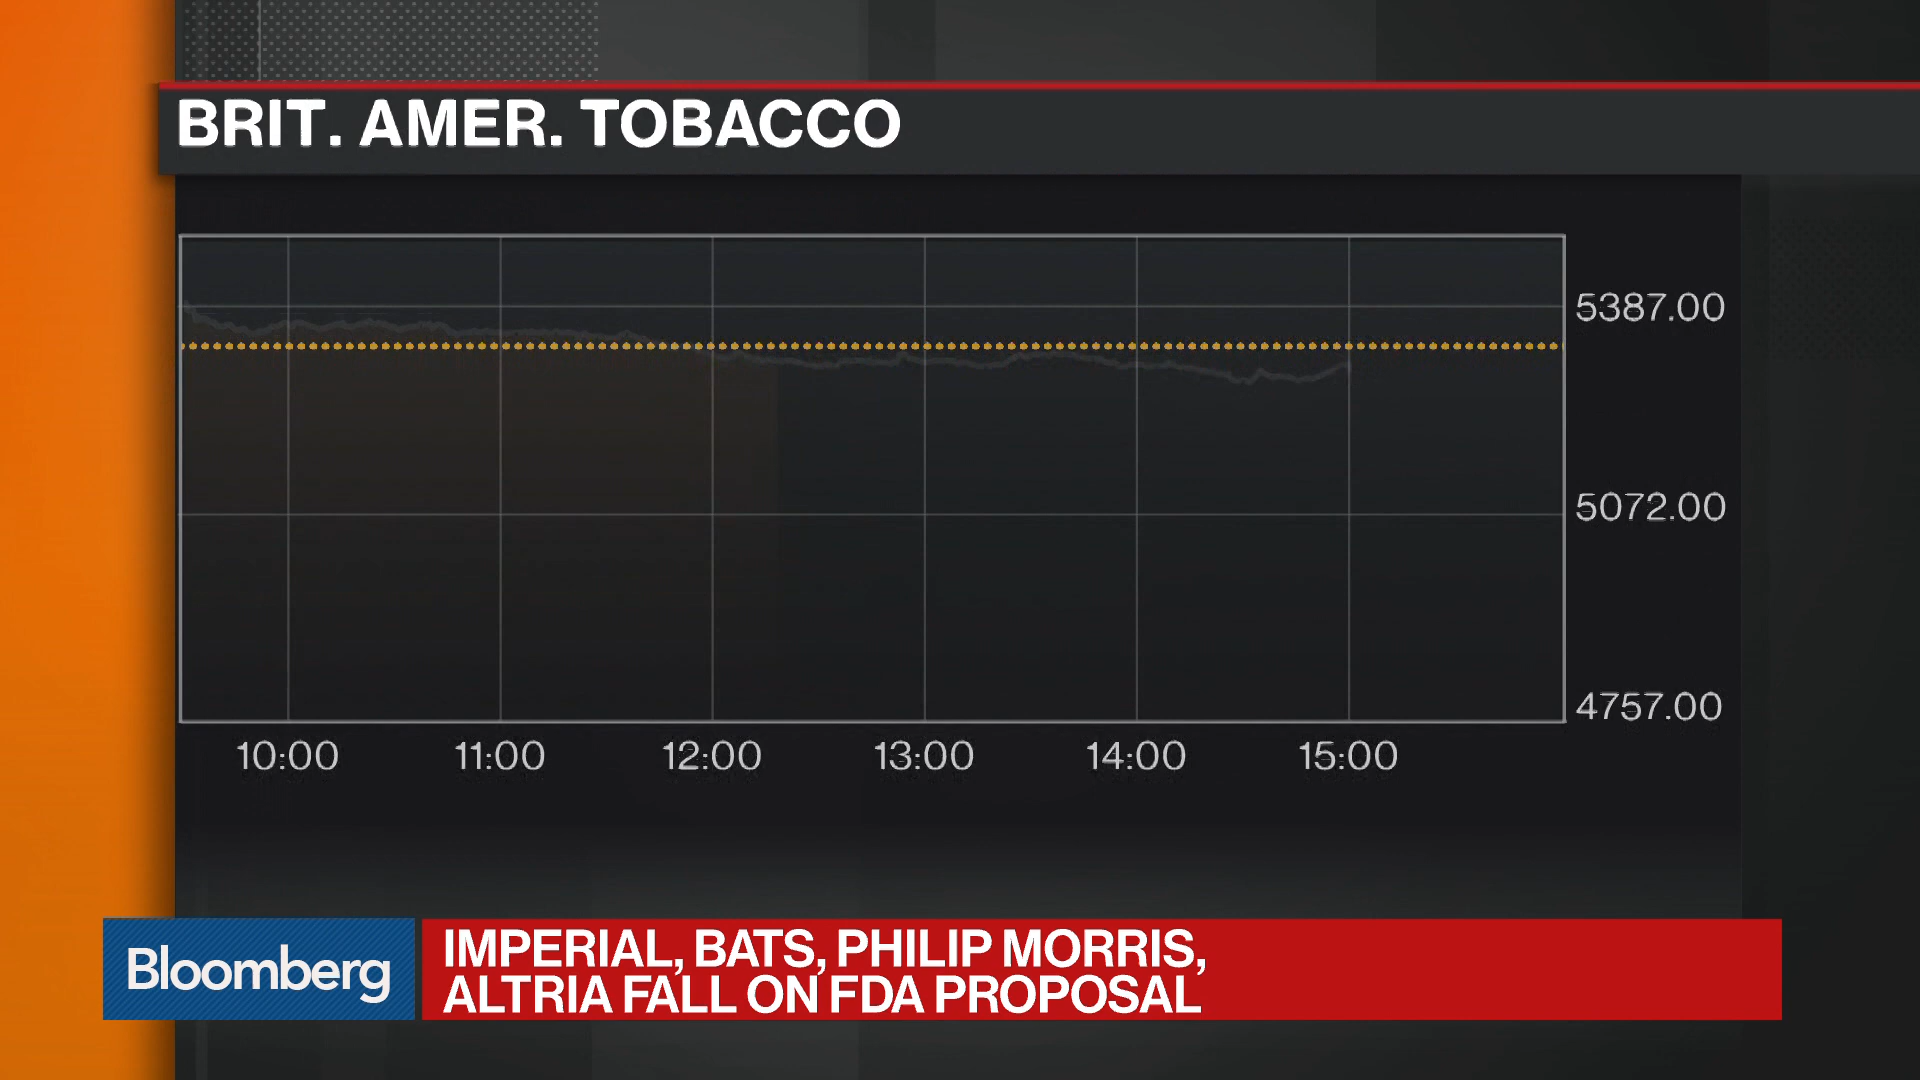 BRIT. AMER. TOBACCO
5387.00
5072.00
4757.00
10:00 11:00 12:00 13:00 14:00 15:00
Bloomberg
IMPERIAL, BATS, PHILIP MORRIS,
ALTRIA FALL ON FDA PROPOSAL